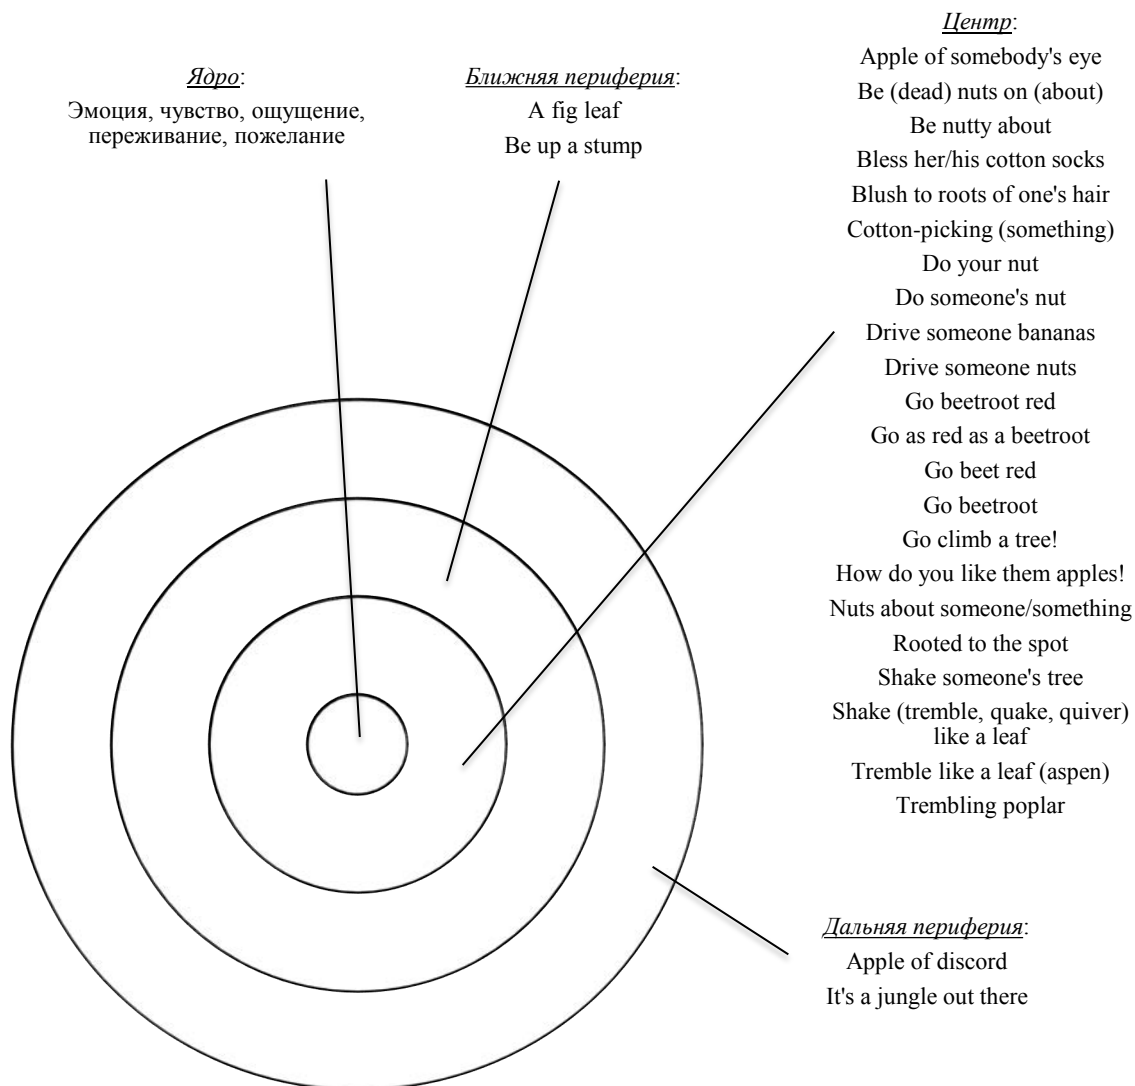 Ядро:
Эмоция, чувство, ощущение,
переживание, пожелание
Ближняя периферия:
A fig leaf
Be up a stump
Центр:
Apple of somebody's eye
Be (dead) nuts on (about)
Be nutty about
Bless her/his cotton socks
Blush to roots of one's hair
Cotton-picking (something)
Do your nut
Do someone's nut
Drive someone bananas
Drive someone nuts
Go beetroot red
Go as red as a beetroot
Go beet red
Go beetroot
Go climb a tree!
How do you like them apples!
Nuts about someone/something
Rooted to the spot
Shake someone's tree
Shake (tremble, quake, quiver)
like a leaf
Tremble like a leaf (aspen)
Trembling poplar
Дальняя периферия:
Apple of discord
It's a jungle out there